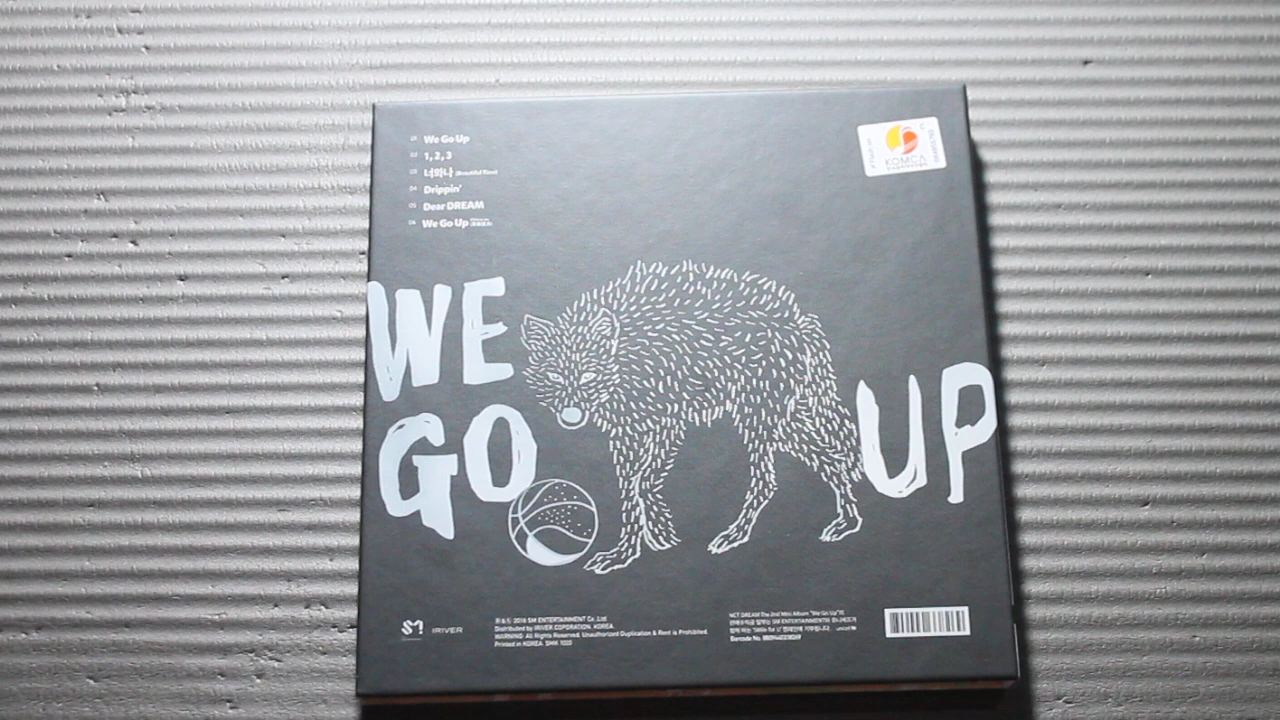 01 We Go Up
02 1, 2, 3
03 너와나 (Beautiful Time)
04 Drippin'
05 Dear DREAM
06 We Go Up
KOMCA
WE
GO
UP
SM
IRIVER
2018 SM ENTERTAINMENT Co., Ltd.
Distributed by IRIVER CORPORATION. KOREA.
WARNING: All Rights Reserved. Unauthorized Duplication & Rent is Prohibited.
Printed in KOREA. SMK 1020
NCT DREAM The 2nd Mini Album "We Go Up"의
unicef
Barcode No.